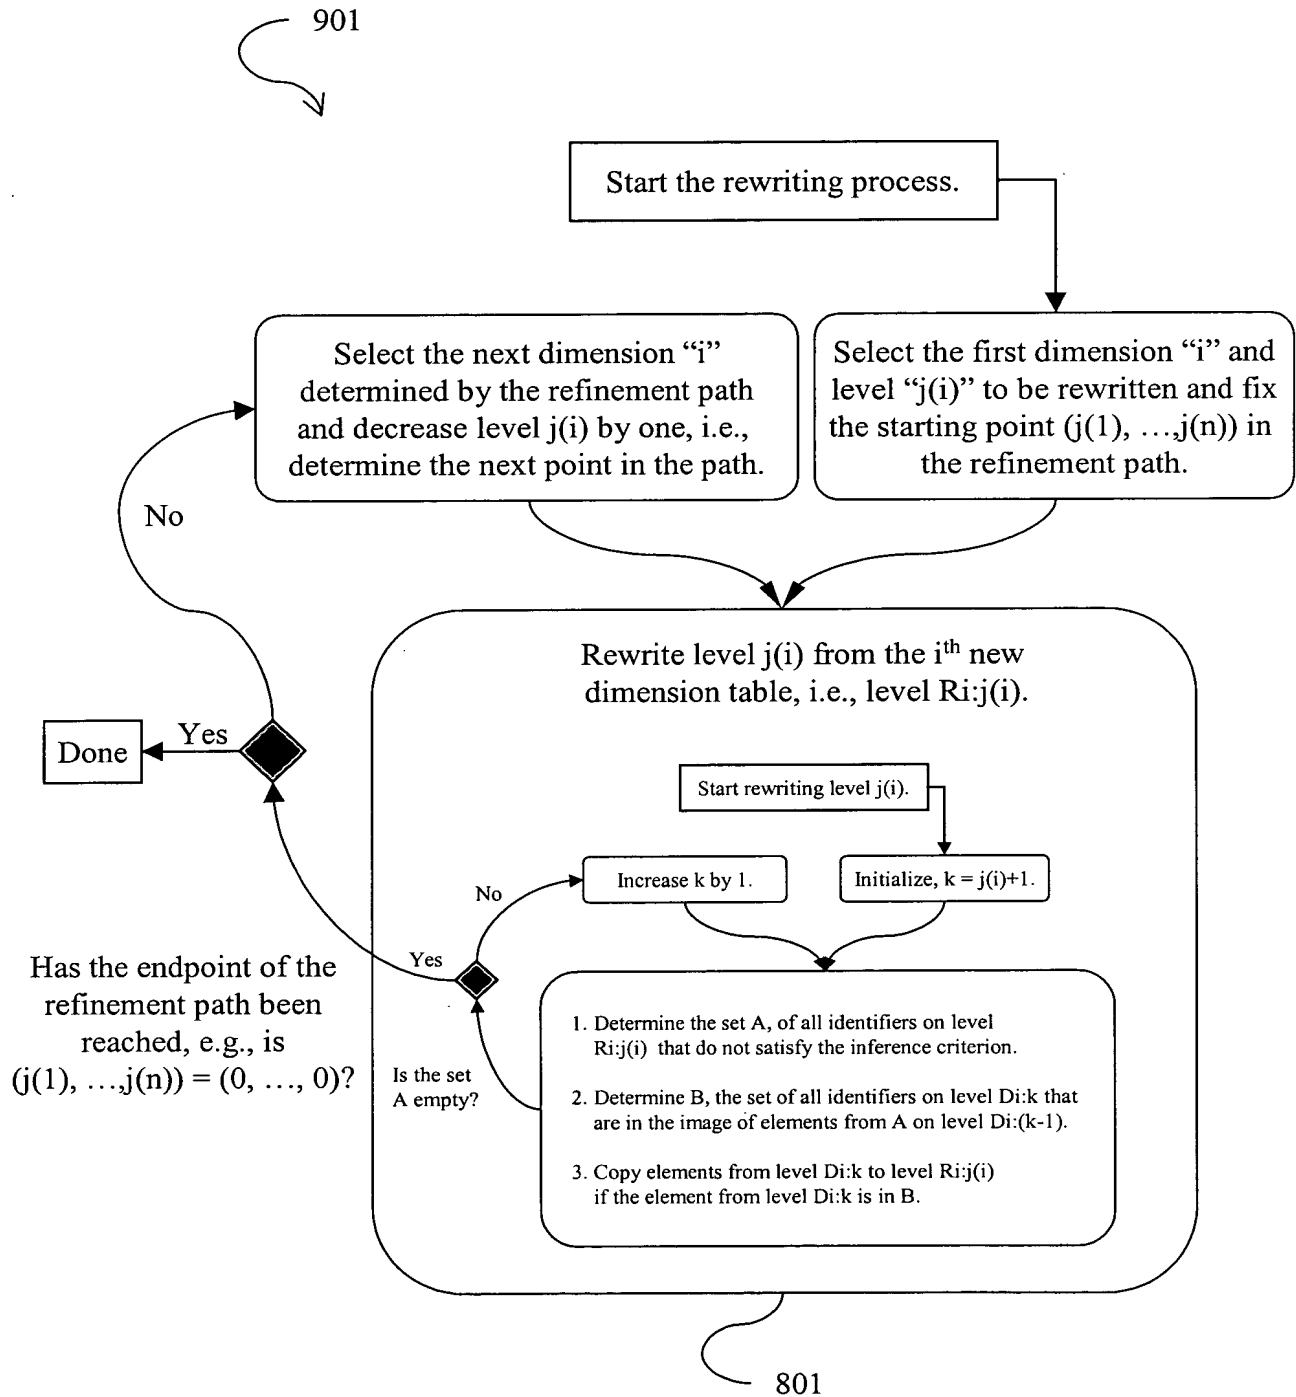 901
Start the rewriting process.
Select the next dimension “i”
determined by the refinement path
and decrease level j(i) by one, i.e.,
determine the next point in the path.
Select the first dimension “i” and
level “j(i)” to be rewritten and fix
the starting point (j(1), …,j(n)) in
the refinement path.
No
Rewrite level j(i) from the ith new
dimension table, i.e., level Ri:j(i).
Done
Yes
Start rewriting level j(i).
Increase k by 1.
Initialize, k = j(i)+1.
No
Yes
Has the endpoint of the
refinement path been
reached, e.g., is
(j(1), …,j(n)) = (0, …, 0)?
Is the set
A empty?
1. Determine the set A, of all identifiers on level
Ri:j(i) that do not satisfy the inference criterion.
2. Determine B, the set of all identifiers on level Di:k that
are in the image of elements from A on level Di:(k-1).
3. Copy elements from level Di:k to level Ri:j(i)
if the element from level Di:k is in B.
801